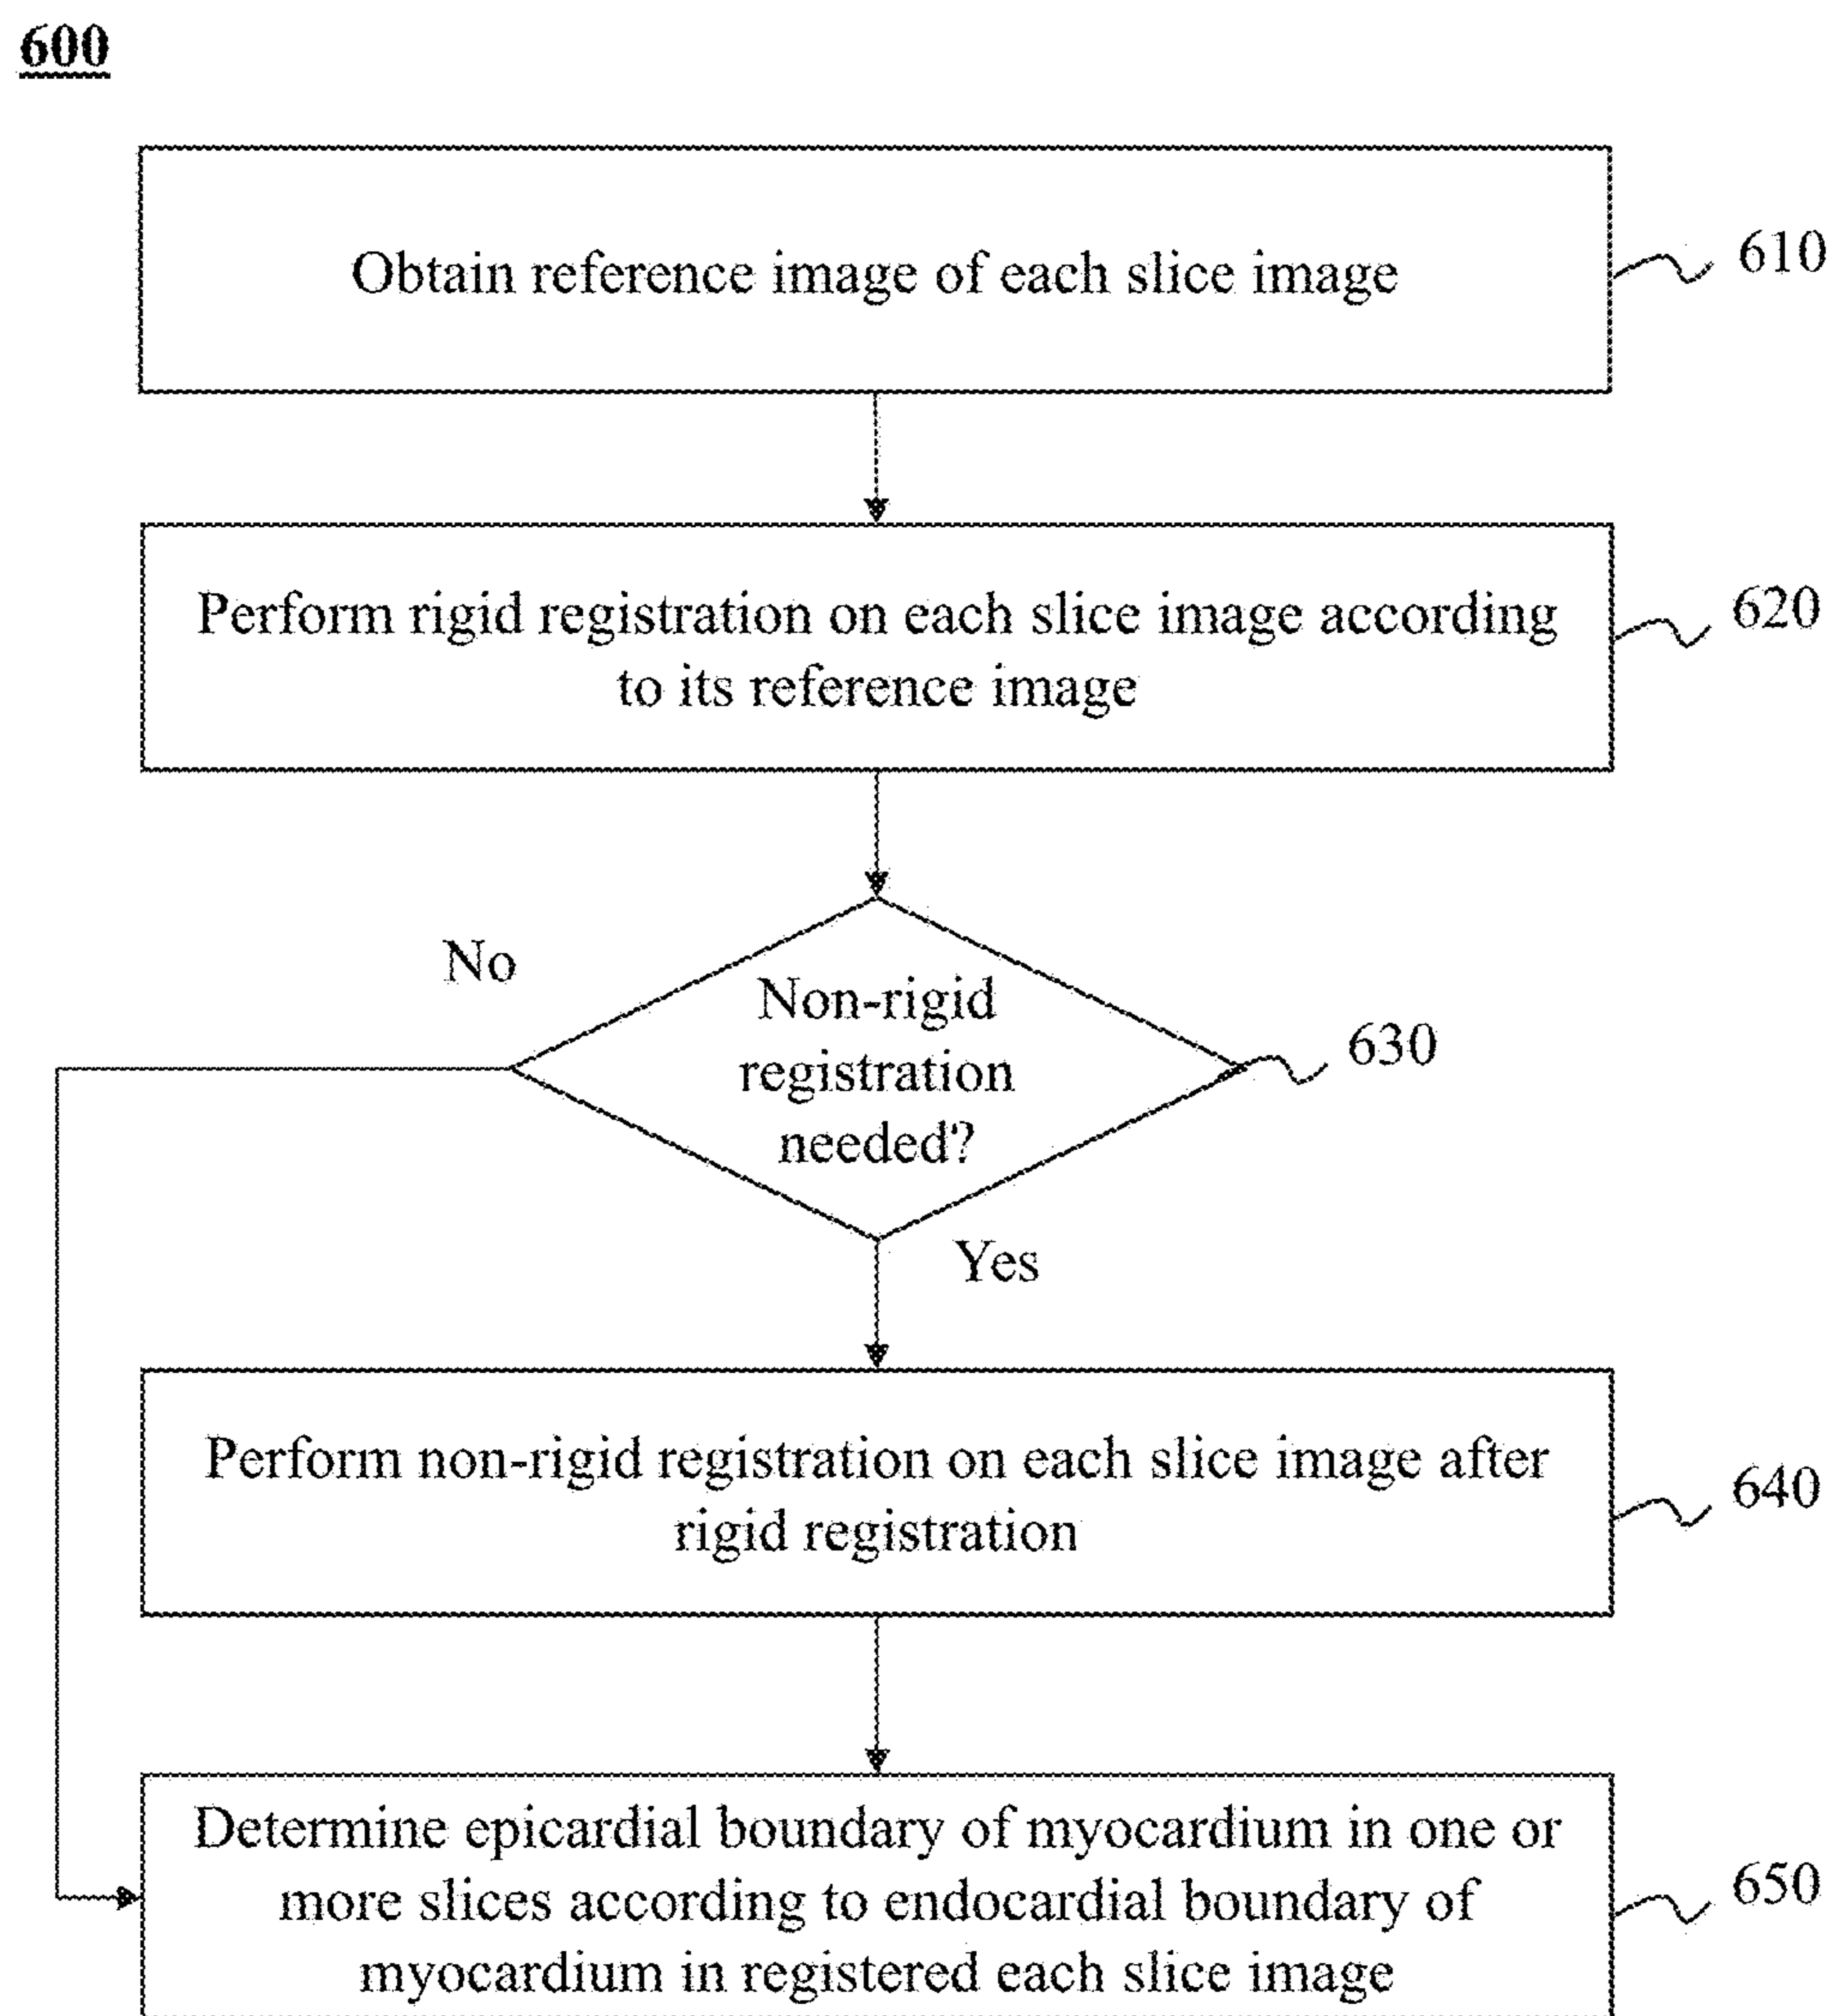 600
Obtain reference image of each slice image
610
Perform rigid registration on each slice image according
to its reference image
620
No
Non-rigid
registration
needed?
630
Yes
Perform non-rigid registration on each slice image after
rigid registration
640
Determine epicardial boundary of myocardium in one or
more slices according to endocardial boundary of
myocardium in registered each slice image
650